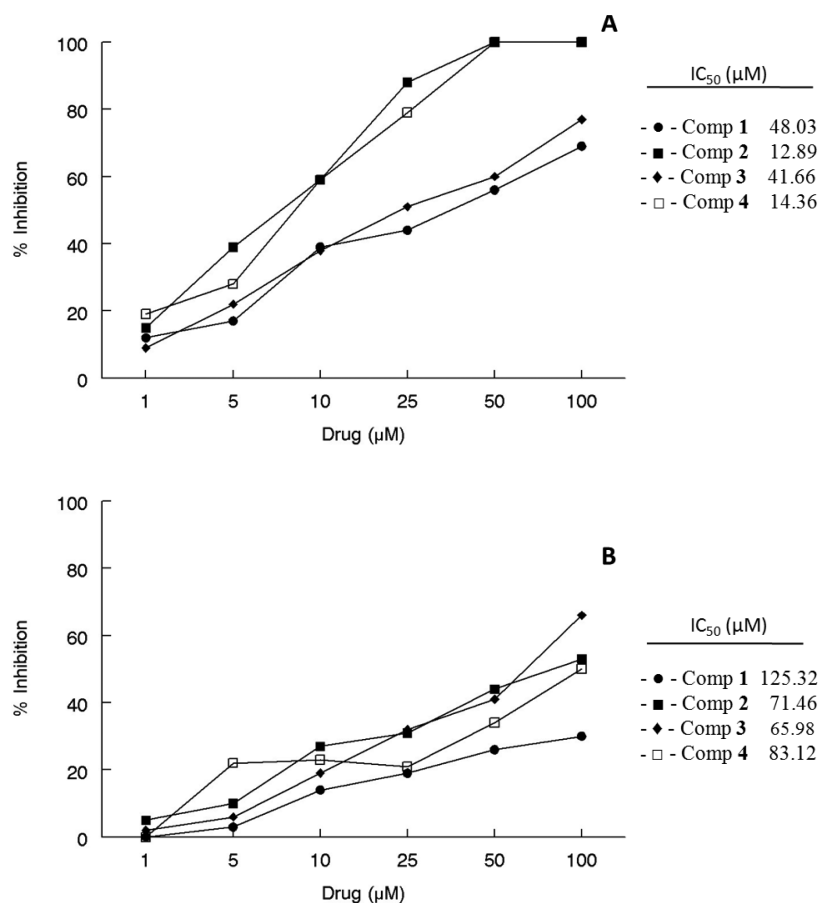 A
100
80
60
40
20
0
% Inhibition
1 5 10 25 50 100
Drug (µM)
IC50 (µM)
- ● - Comp 1 48.03
- ■ - Comp 2 12.89
- ♦ - Comp 3 41.66
- □ - Comp 4 14.36
B
100
80
60
40
20
0
% Inhibition
1 5 10 25 50 100
Drug (µM)
IC50 (µM)
- ● - Comp 1 125.32
- ■ - Comp 2 71.46
- ♦ - Comp 3 65.98
- □ - Comp 4 83.12